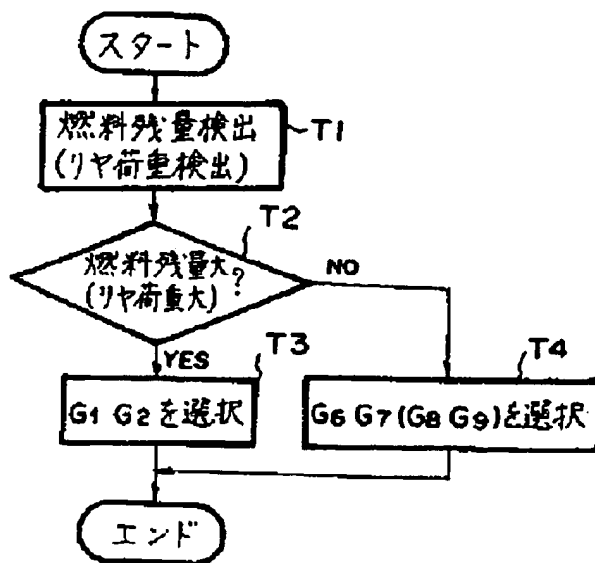 スタート
燃料残量検出
(リヤ荷重検出)
T1
T2
燃料残量大?
(リヤ荷重大)
NO
YES
T3
T4
G1 G2を選択
G6 G7(G8 G9)を選択
エンド